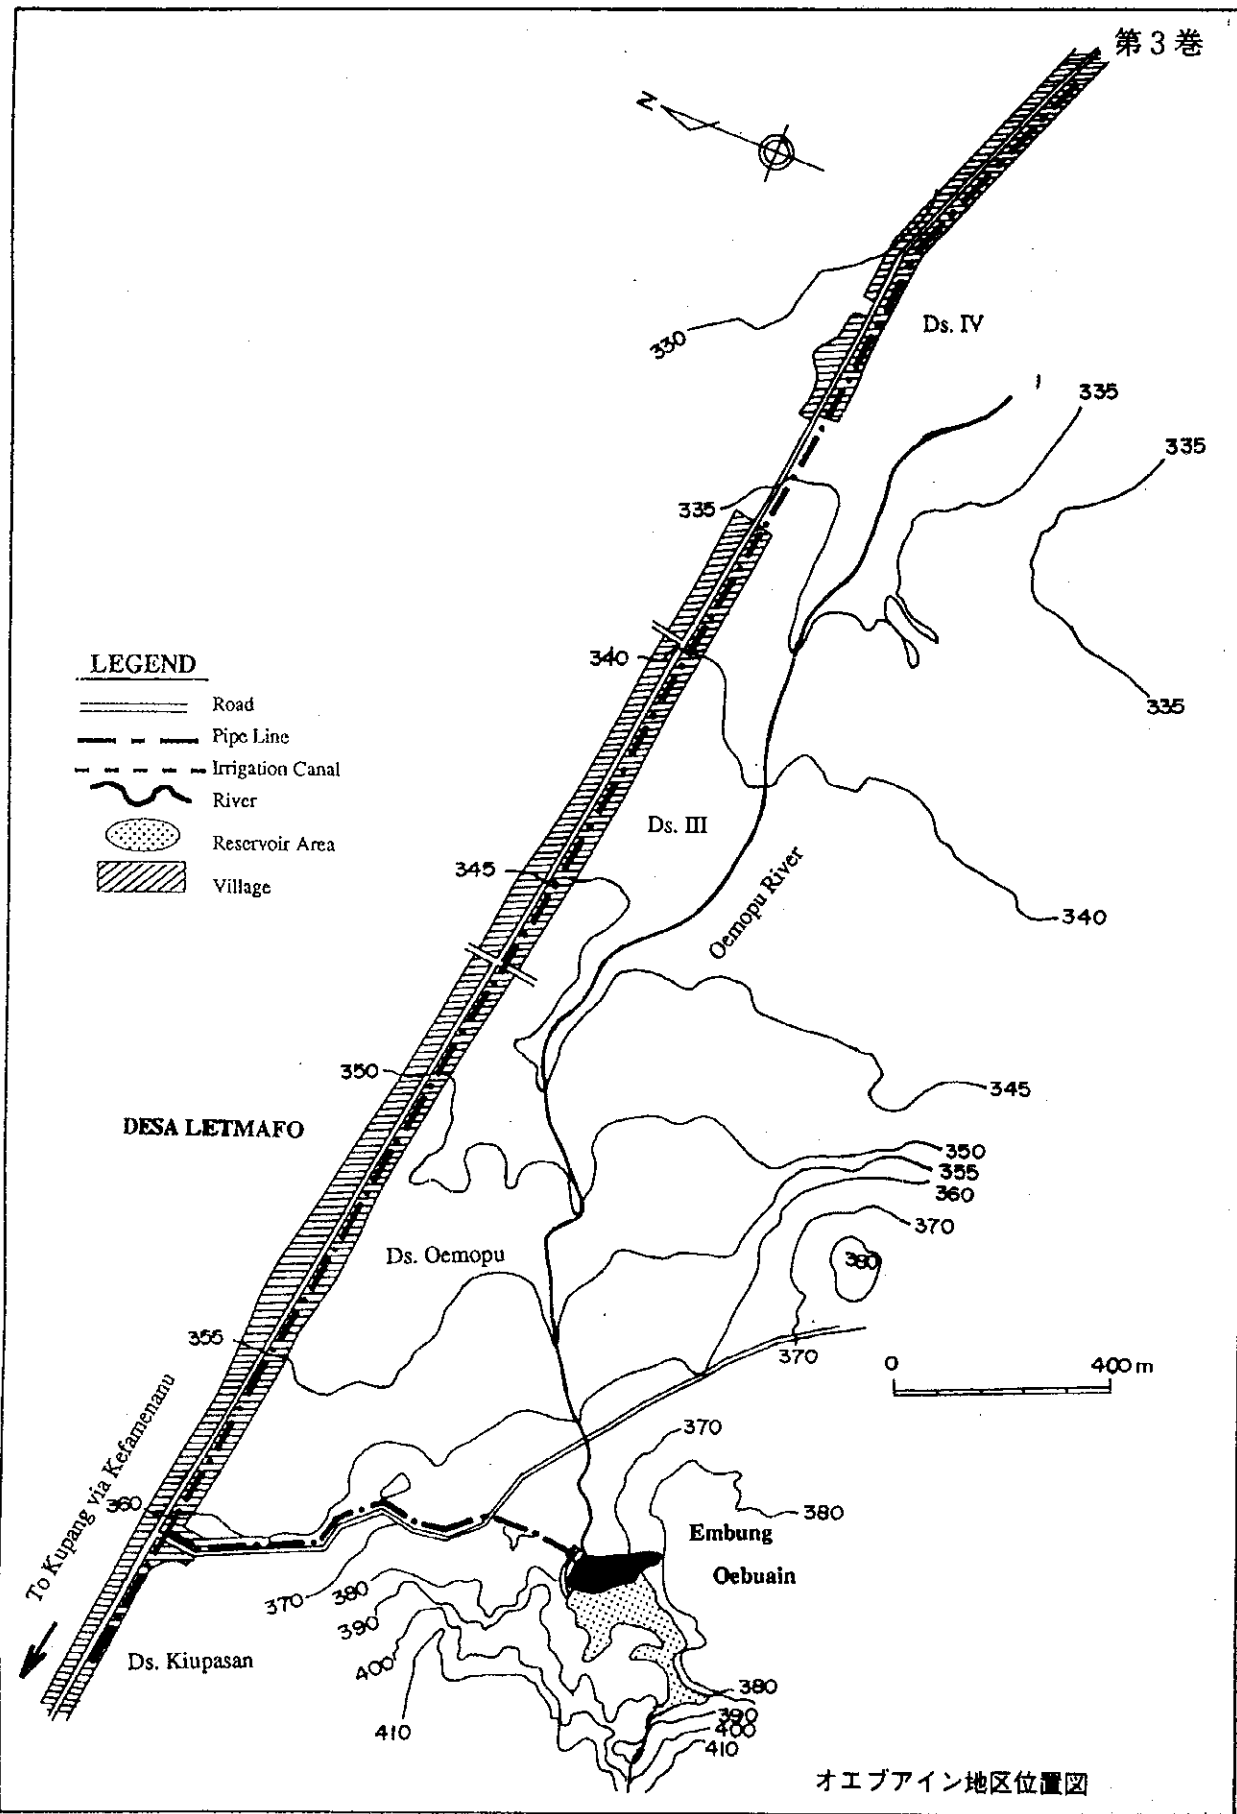 第3巻
N
Ds. IV
330
335
335
335
335
340
LEGEND
Road
Pipe Line
Irrigation Canal
River
Reservoir Area
Village
Ds. III
345
Oemopu River
340
350
345
DESA LETMAFO
350
355
360
370
380
Ds. Oemopu
355
370
0 400m
To Kupang via Kefamenanu
360
370
380
Embung
Oebuain
370
380
390
400
410
Ds. Kiupasan
380
390
400
410
オエブアイン地区位置図